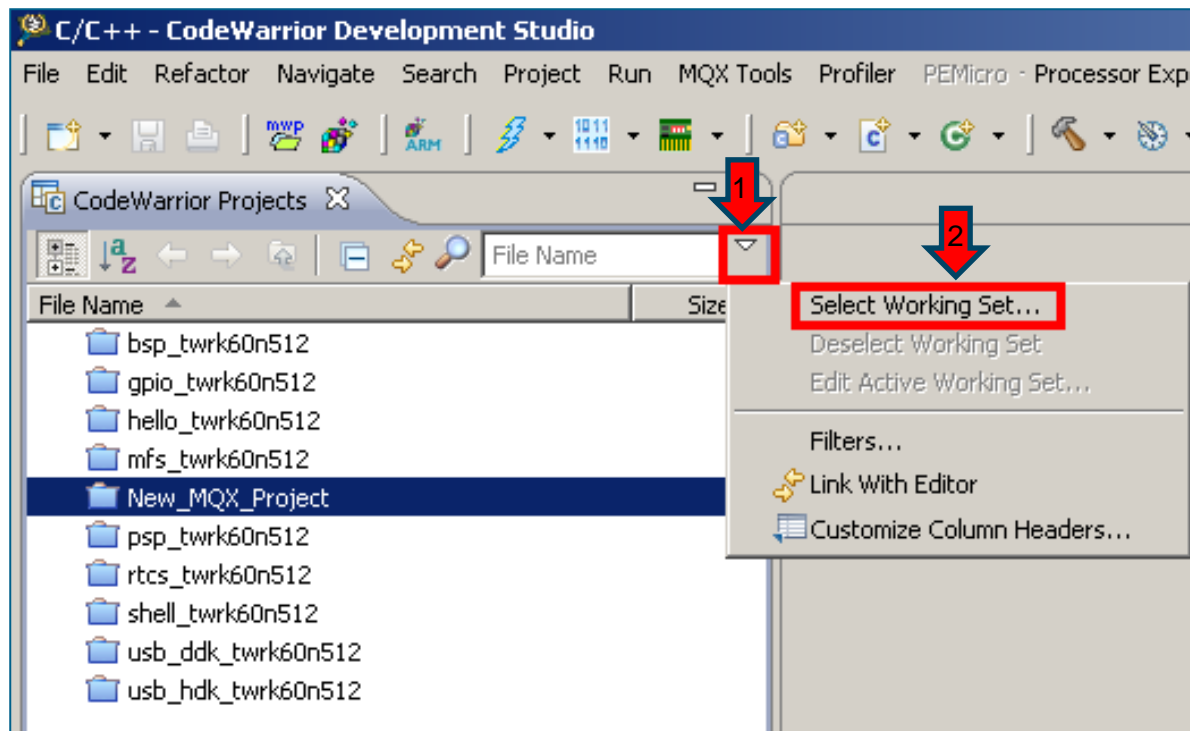 C/C++ - CodeWarrior Development Studio
File Edit Refactor Navigate Search Project Run MQX Tools Profiler PEMicro - Processor Exp
mwp ARM 1011 1110 c c
1
CodeWarrior Projects
2
a z File Name
File Name Size
bsp_twrk60n512
gpio_twrk60n512
hello_twrk60n512
mfs_twrk60n512
New_MQX_Project
psp_twrk60n512
rtcs_twrk60n512
shell_twrk60n512
usb_ddk_twrk60n512
usb_hdk_twrk60n512
Select Working Set...
Deselect Working Set
Edit Active Working Set...
Filters...
Link With Editor
Customize Column Headers...